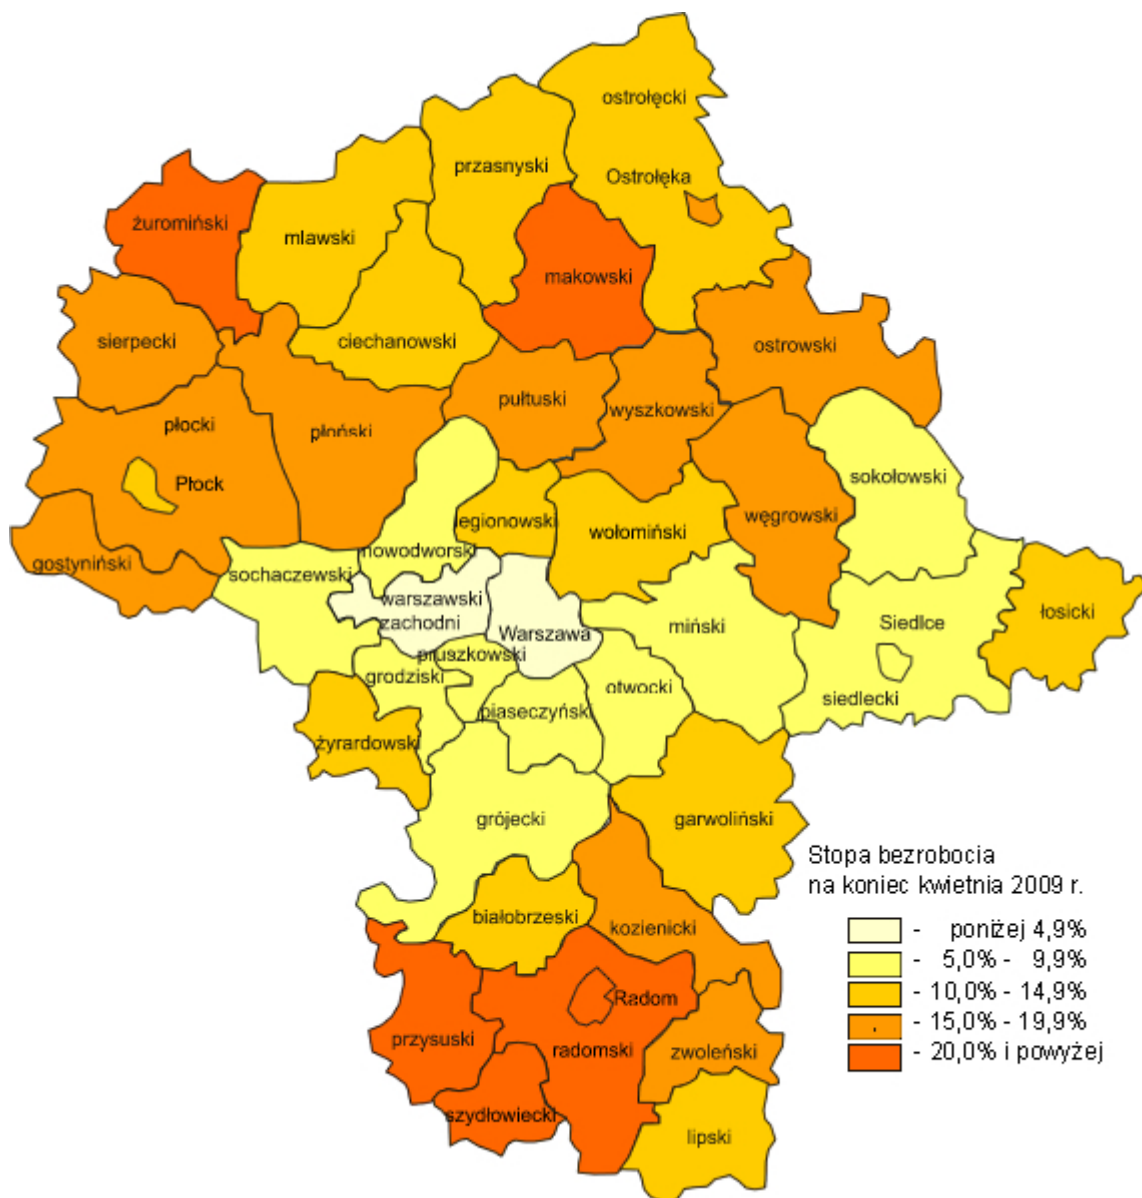 ostrołęcki
przasnyski
Ostrołęka
żuromiński
mlawski
makowski
sierpecki
ciechanowski
ostrowski
pułtuski
wyszkowski
płocki
płoński
Płock
sokołowski
legionowski
wołomiński
węgrowski
nowodworski
gostyniński
sochaczewski
warszawski
zachodni
Warszawa
miński
Siedlce
łosicki
pruszkowski
grodziski
otwocki
siedlecki
piaseczyński
żyrardowski
grójecki
garwoliński
białobrzeski
kozienicki
Radom
przysuski
radomski
zwoleński
szydłowiecki
lipski
Stopa bezrobocia
na koniec kwietnia 2009 r.
- poniżej 4,9%
- 5,0% - 9,9%
- 10,0% - 14,9%
- 15,0% - 19,9%
- 20,0% i powyżej